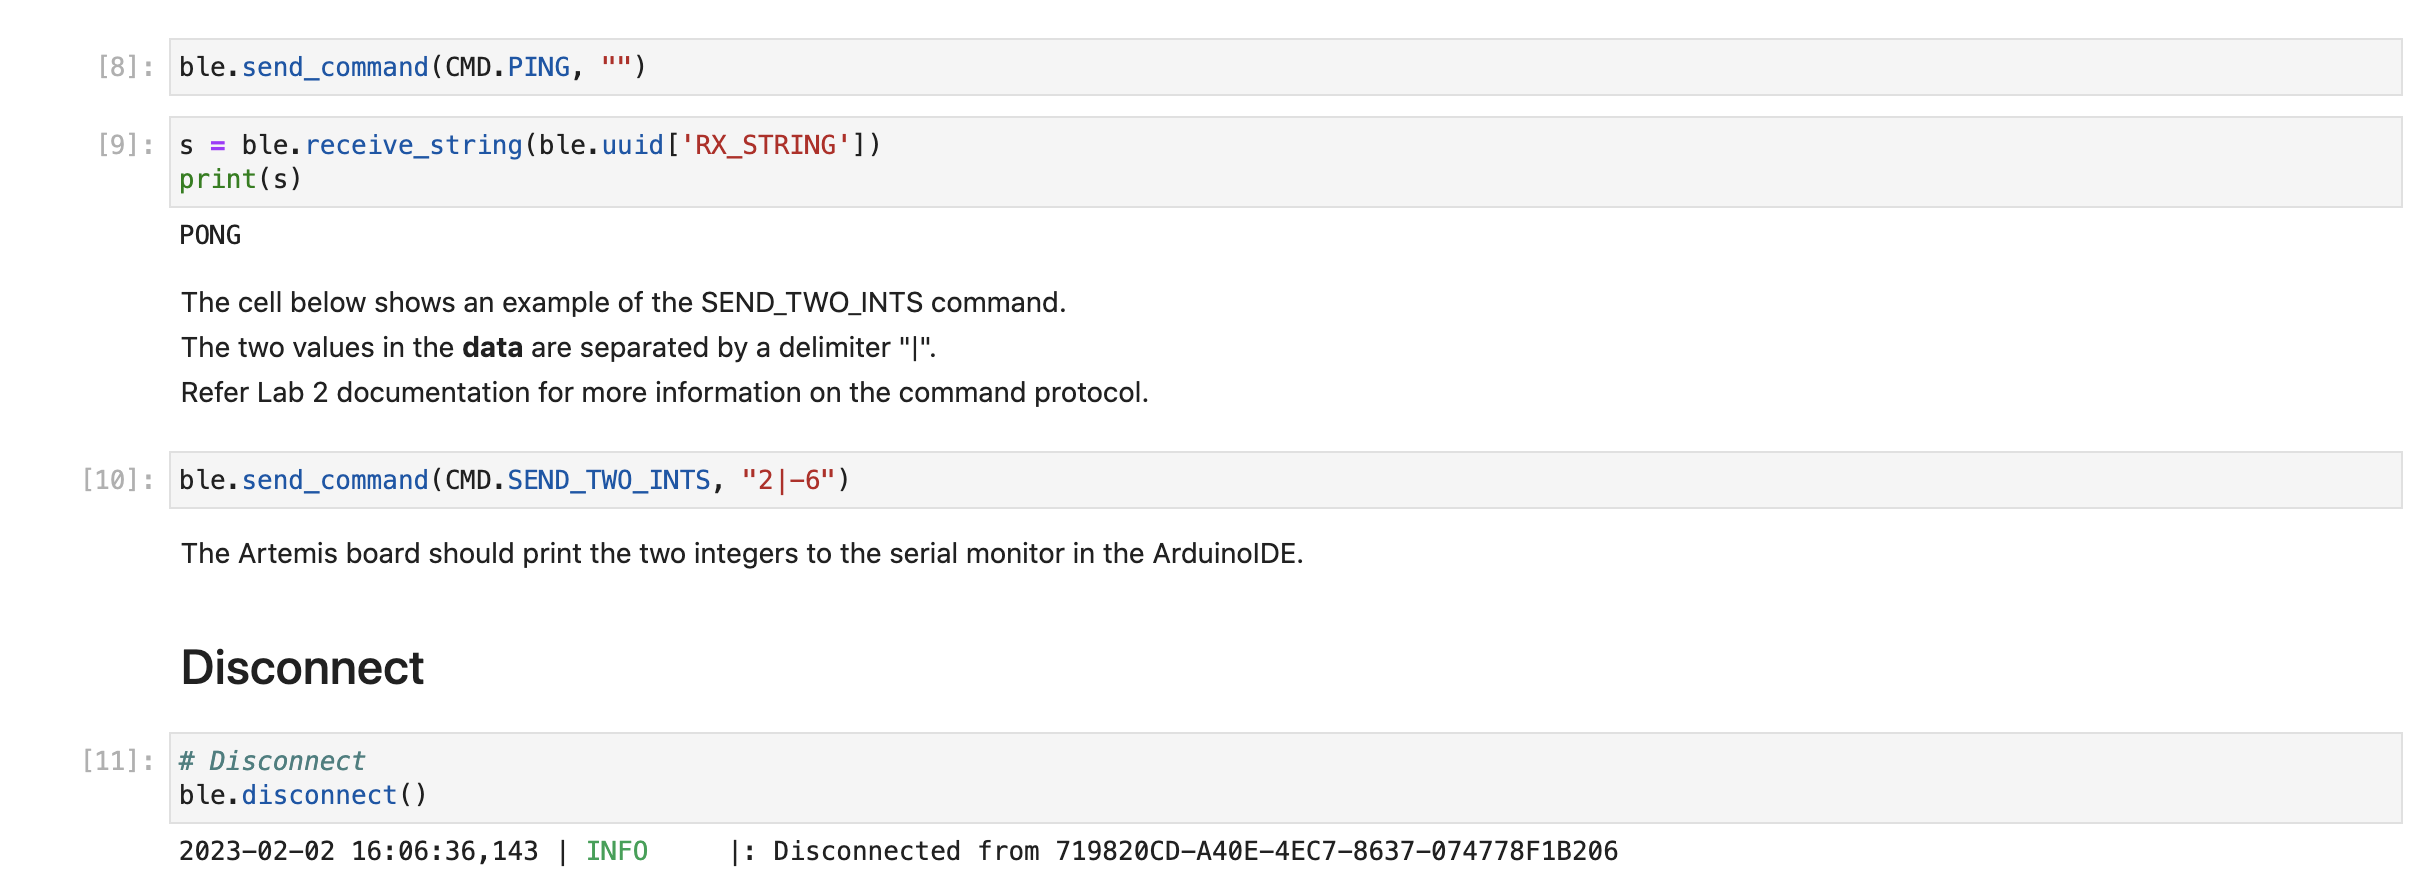 [8]: ble.send_command(CMD.PING, "")
[9]: s = ble.receive_string(ble.uuid['RX_STRING'])
print(s)
PONG
The cell below shows an example of the SEND_TWO_INTS command.
The two values in the data are separated by a delimiter "|".
Refer Lab 2 documentation for more information on the command protocol.
[10]: ble.send_command(CMD.SEND_TWO_INTS, "2|-6")
The Artemis board should print the two integers to the serial monitor in the ArduinoIDE.
Disconnect
[11]: # Disconnect
ble.disconnect()
2023-02-02 16:06:36,143 | INFO     |: Disconnected from 719820CD-A40E-4EC7-8637-074778F1B206